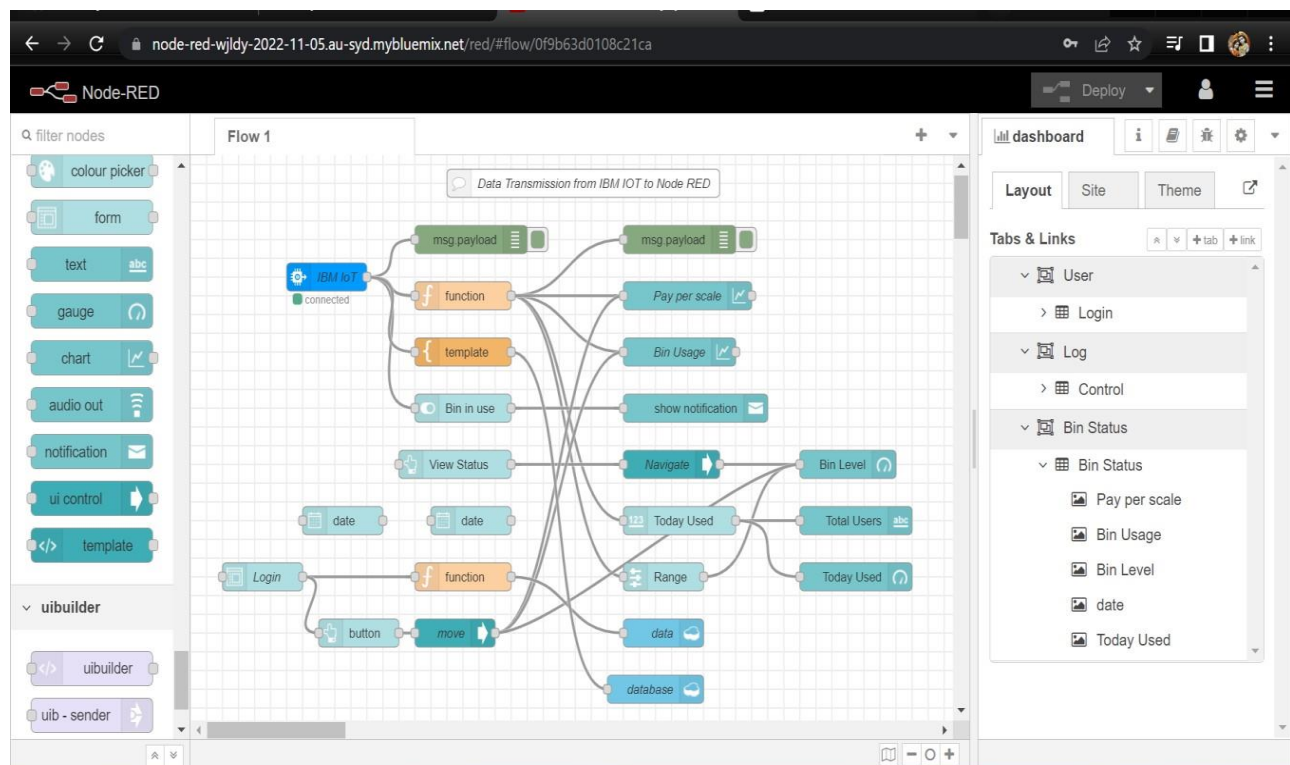 node-red-wjldy-2022-11-05.au-syd.mybluemix.net/red/#flow/0f9b63d0108c21ca
Node-RED
Deploy
filter nodes
colour picker
form
text
abc
gauge
chart
audio out
notification
ui control
template
uibuilder
uibuilder
uib - sender
Flow 1
Data Transmission from IBM IOT to Node RED
msg.payload
msg.payload
IBM IoT
connected
function
Pay per scale
template
Bin Usage
Bin in use
show notification
View Status
Navigate
Bin Level
date
date
123
Today Used
Total Users
abc
Login
function
Range
Today Used
button
move
data
database
dashboard
Layout
Site
Theme
Tabs & Links
+ tab
+ link
User
Login
Log
Control
Bin Status
Bin Status
Pay per scale
Bin Usage
Bin Level
date
Today Used